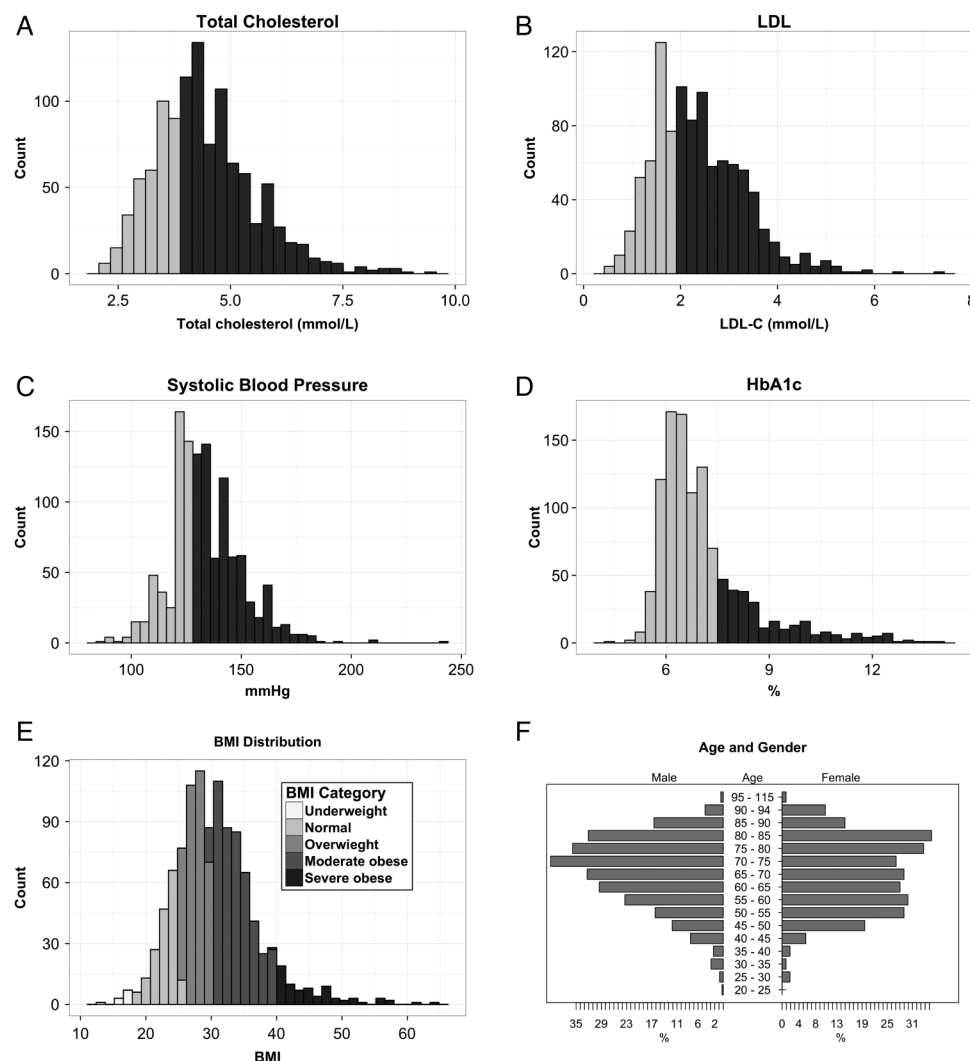 A
Total Cholesterol
Count
100
50
0
2.5 5.0 7.5 10.0
Total cholesterol (mmol/L)
B
LDL
Count
120
80
40
0
0 2 4 6 8
LDL-C (mmol/L)
C
Systolic Blood Pressure
Count
150
100
50
0
100 150 200 250
mmHg
D
HbA1c
Count
150
100
50
0
6 9 12
%
E
BMI Distribution
Count
120
90
60
30
0
10 20 30 40 50 60
BMI
BMI Category
Underweight
Normal
Overwieght
Moderate obese
Severe obese
F
Age and Gender
Male Age Female
95 - 115
90 - 94
85 - 90
80 - 85
75 - 80
70 - 75
65 - 70
60 - 65
55 - 60
50 - 55
45 - 50
40 - 45
35 - 40
30 - 35
25 - 30
20 - 25
35 29 23 17 11 6 2 0 4 8 13 19 25 31
% %